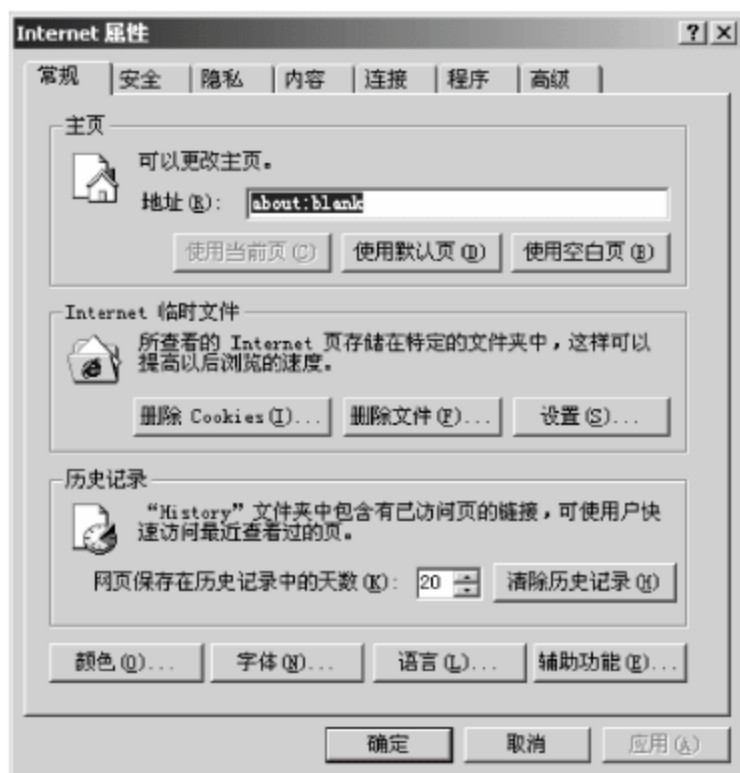 Internet 属性
常规 安全 隐私 内容 连接 程序 高级
主页
可以更改主页。
地址(R): about:blank
使用当前页(C) 使用默认页(D) 使用空白页(B)
Internet 临时文件
所查看的 Internet 页存储在特定的文件夹中，这样可以
提高以后浏览的速度。
删除 Cookies(I)... 删除文件(F)... 设置(S)...
历史记录
“History”文件夹中包含有已访问页的链接，可使用户快
速访问最近查看过的页。
网页保存在历史记录中的天数(K): 20 清除历史记录(H)
颜色(O)... 字体(N)... 语言(L)... 辅助功能(E)...
确定 取消 应用(A)